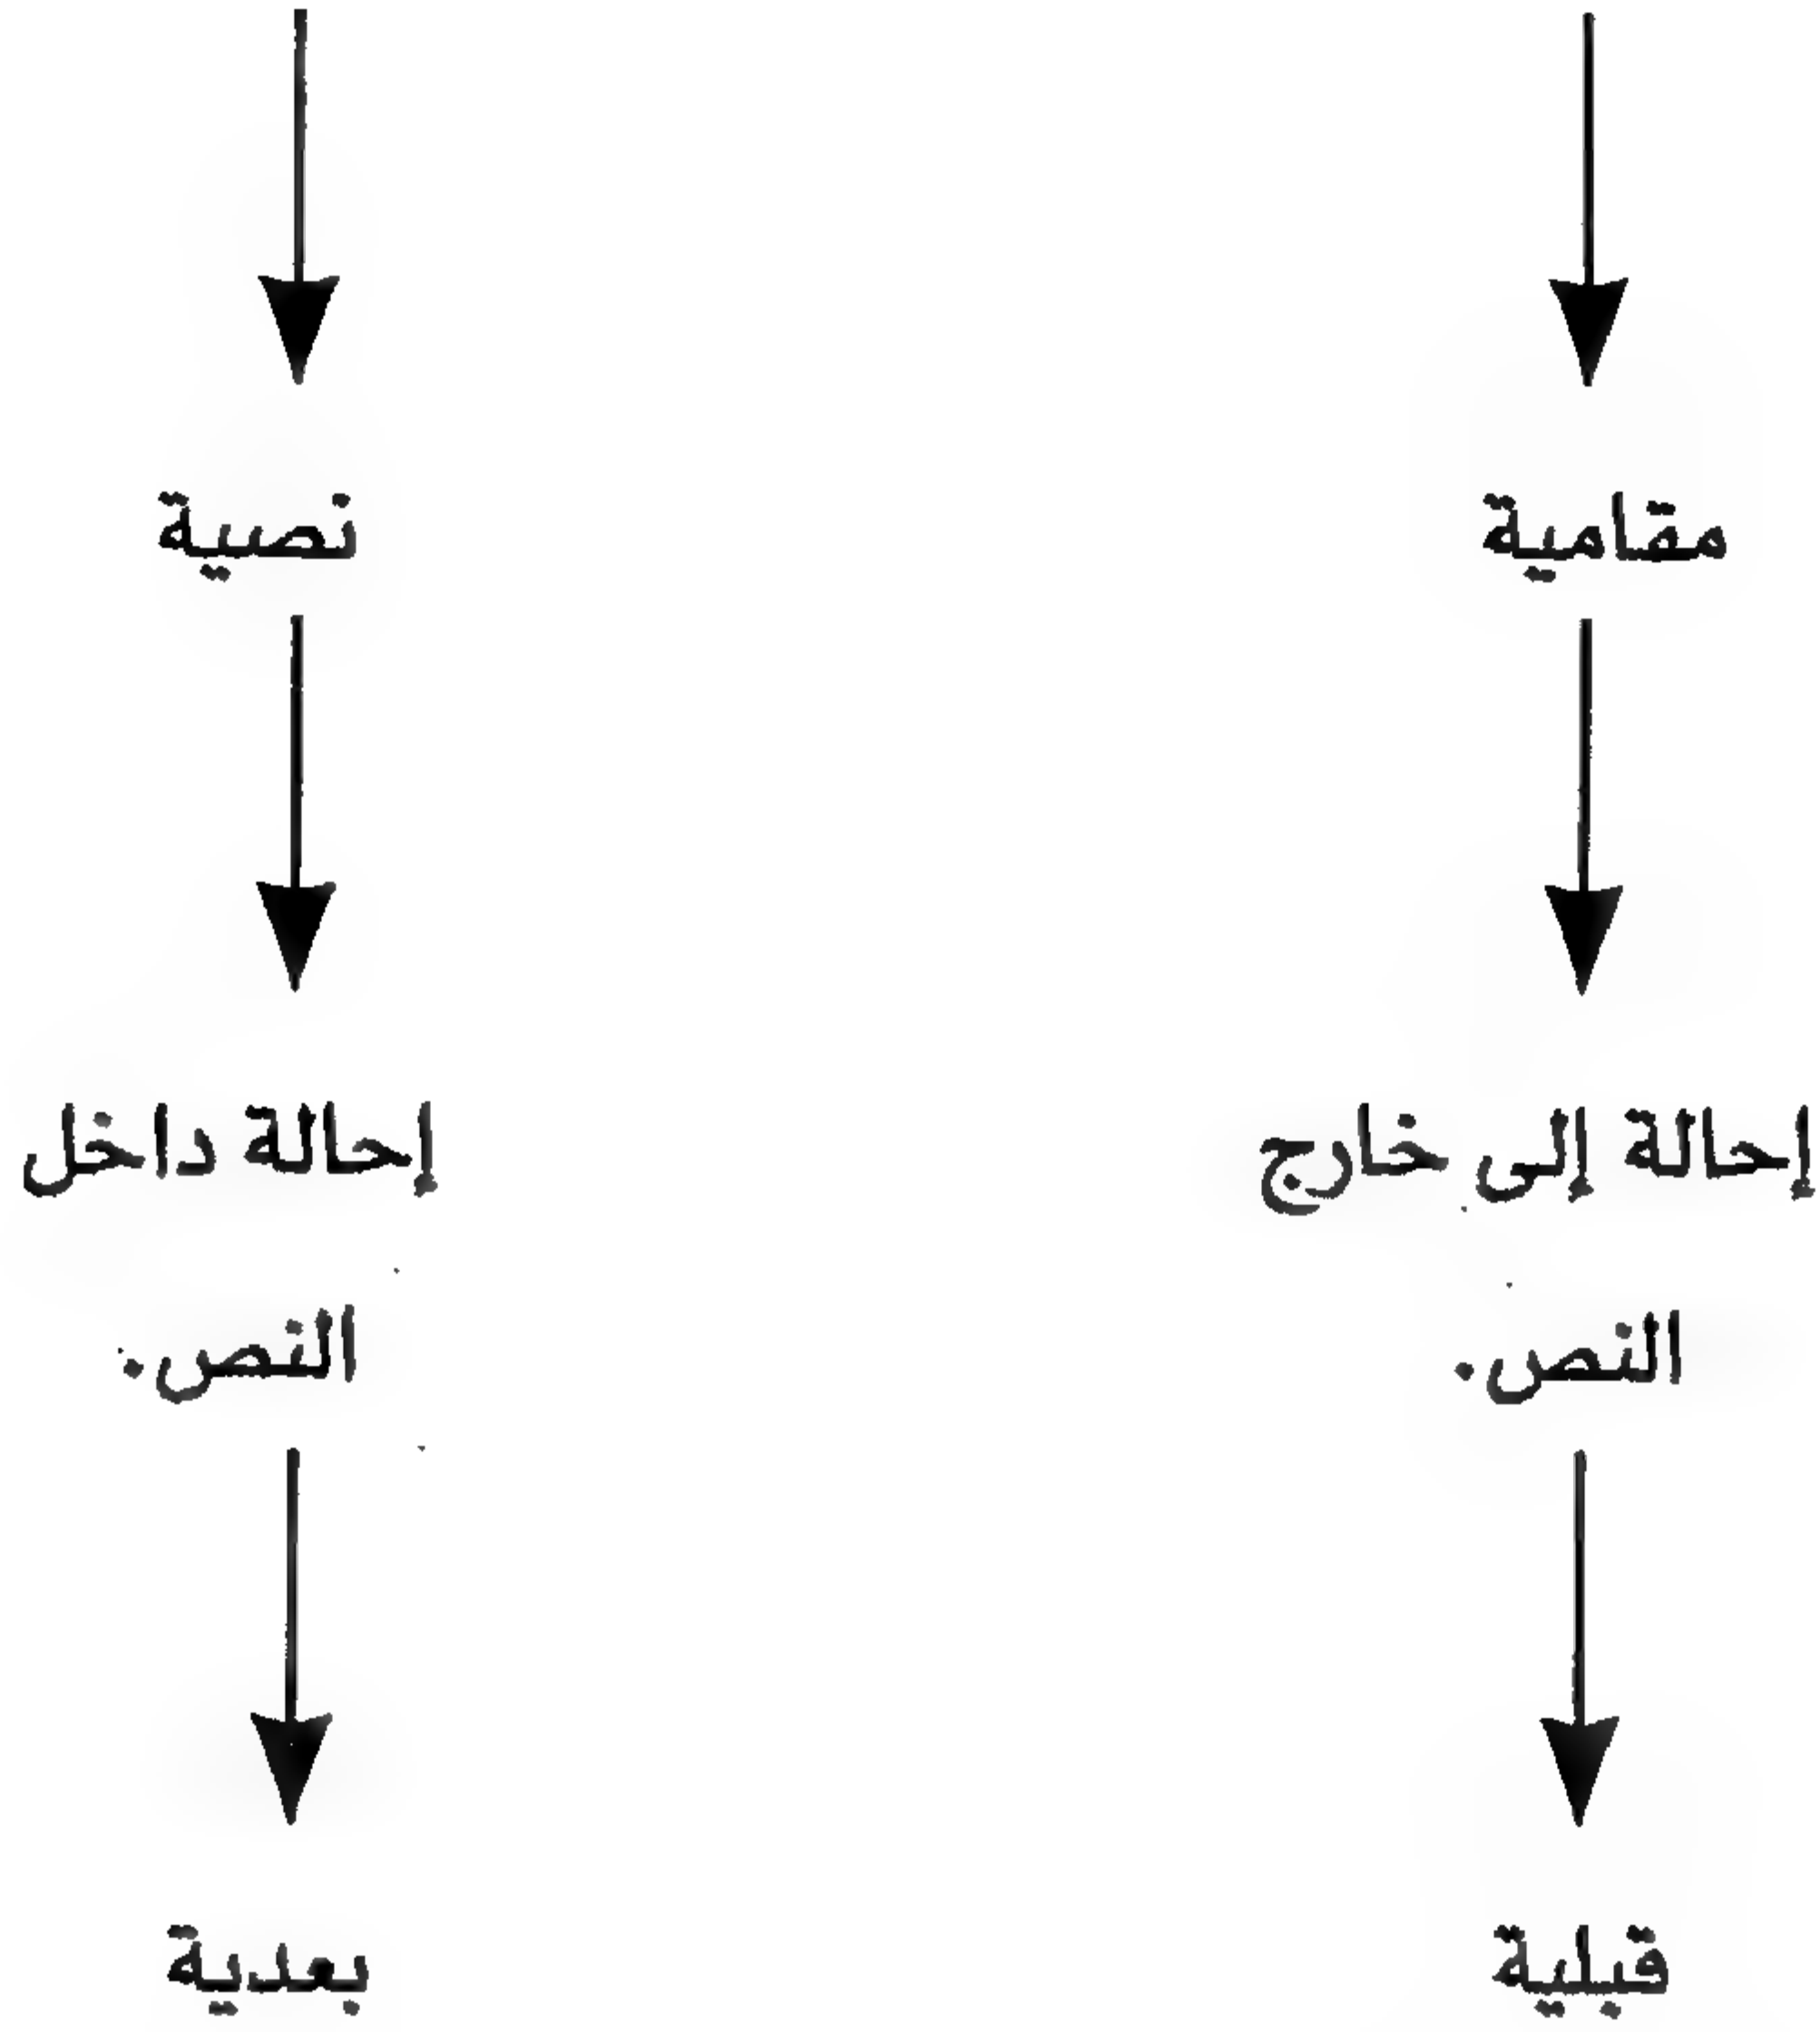 مقامية
نصية
إحالة إلى خارج
النص.
إحالة داخل
النص.
قبلية
بعدية